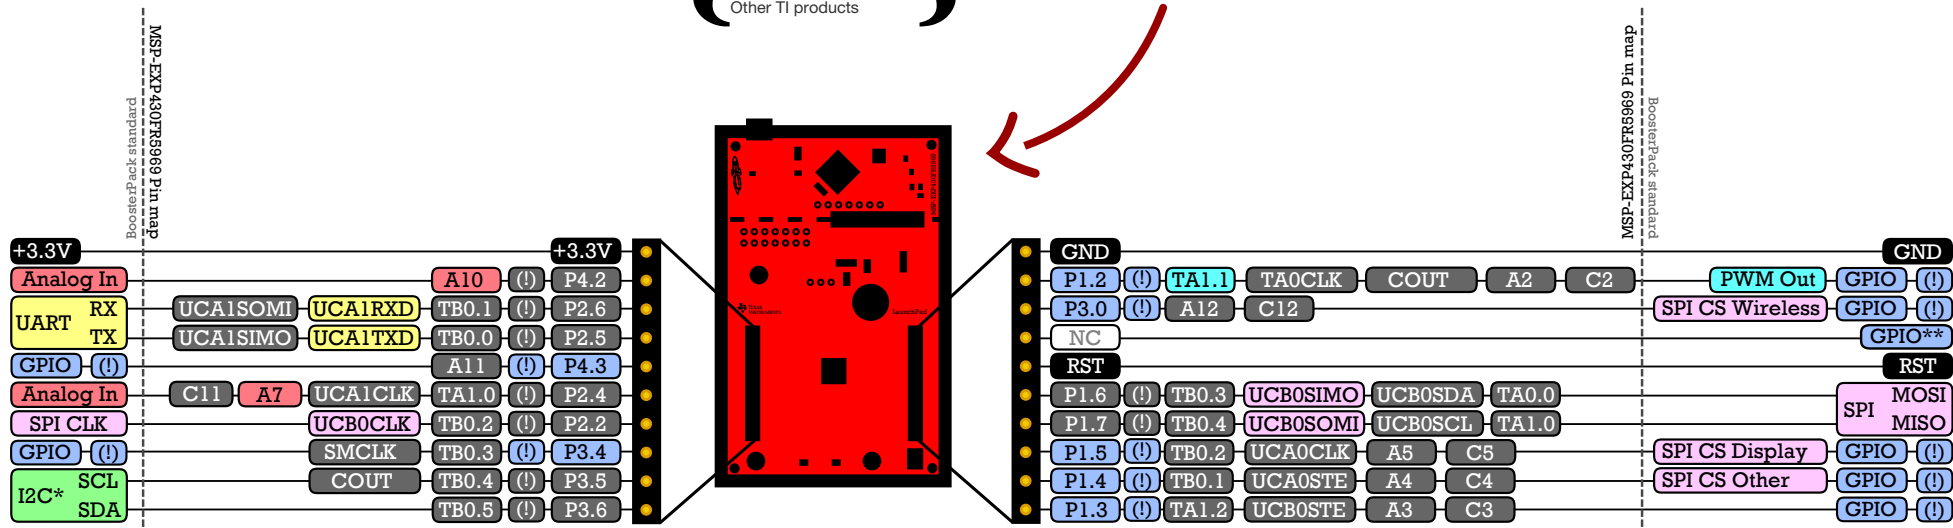 Other TI products
BoosterPack standard
MSP-EXP430FR5969 Pin map
MSP-EXP430FR5969 Pin map
BoosterPack standard
+3.3V +3.3V
Analog In A10 (!) P4.2
UART
RX UCA1SOMI UCA1RXD TB0.1 (!) P2.6
TX UCA1SIMO UCA1TXD TB0.0 (!) P2.5
GPIO (!) A11 (!) P4.3
Analog In C11 A7 UCA1CLK TA1.0 (!) P2.4
SPI CLK UCB0CLK TB0.2 (!) P2.2
GPIO (!) SMCLK TB0.3 (!) P3.4
I2C*
SCL COUT TB0.4 (!) P3.5
SDA TB0.5 (!) P3.6
MSP-EXP430FR5969
Texas
Instruments
LaunchPad
GND GND
P1.2 (!) TA1.1 TA0CLK COUT A2 C2 PWM Out GPIO (!)
P3.0 (!) A12 C12 SPI CS Wireless GPIO (!)
NC GPIO**
RST RST
P1.6 (!) TB0.3 UCB0SIMO UCB0SDA TA0.0 MOSI
SPI
P1.7 (!) TB0.4 UCB0SOMI UCB0SCL TA1.0 MISO
P1.5 (!) TB0.2 UCA0CLK A5 C5 SPI CS Display GPIO (!)
P1.4 (!) TB0.1 UCA0STE A4 C4 SPI CS Other GPIO (!)
P1.3 (!) TA1.2 UCB0STE A3 C3 GPIO (!)